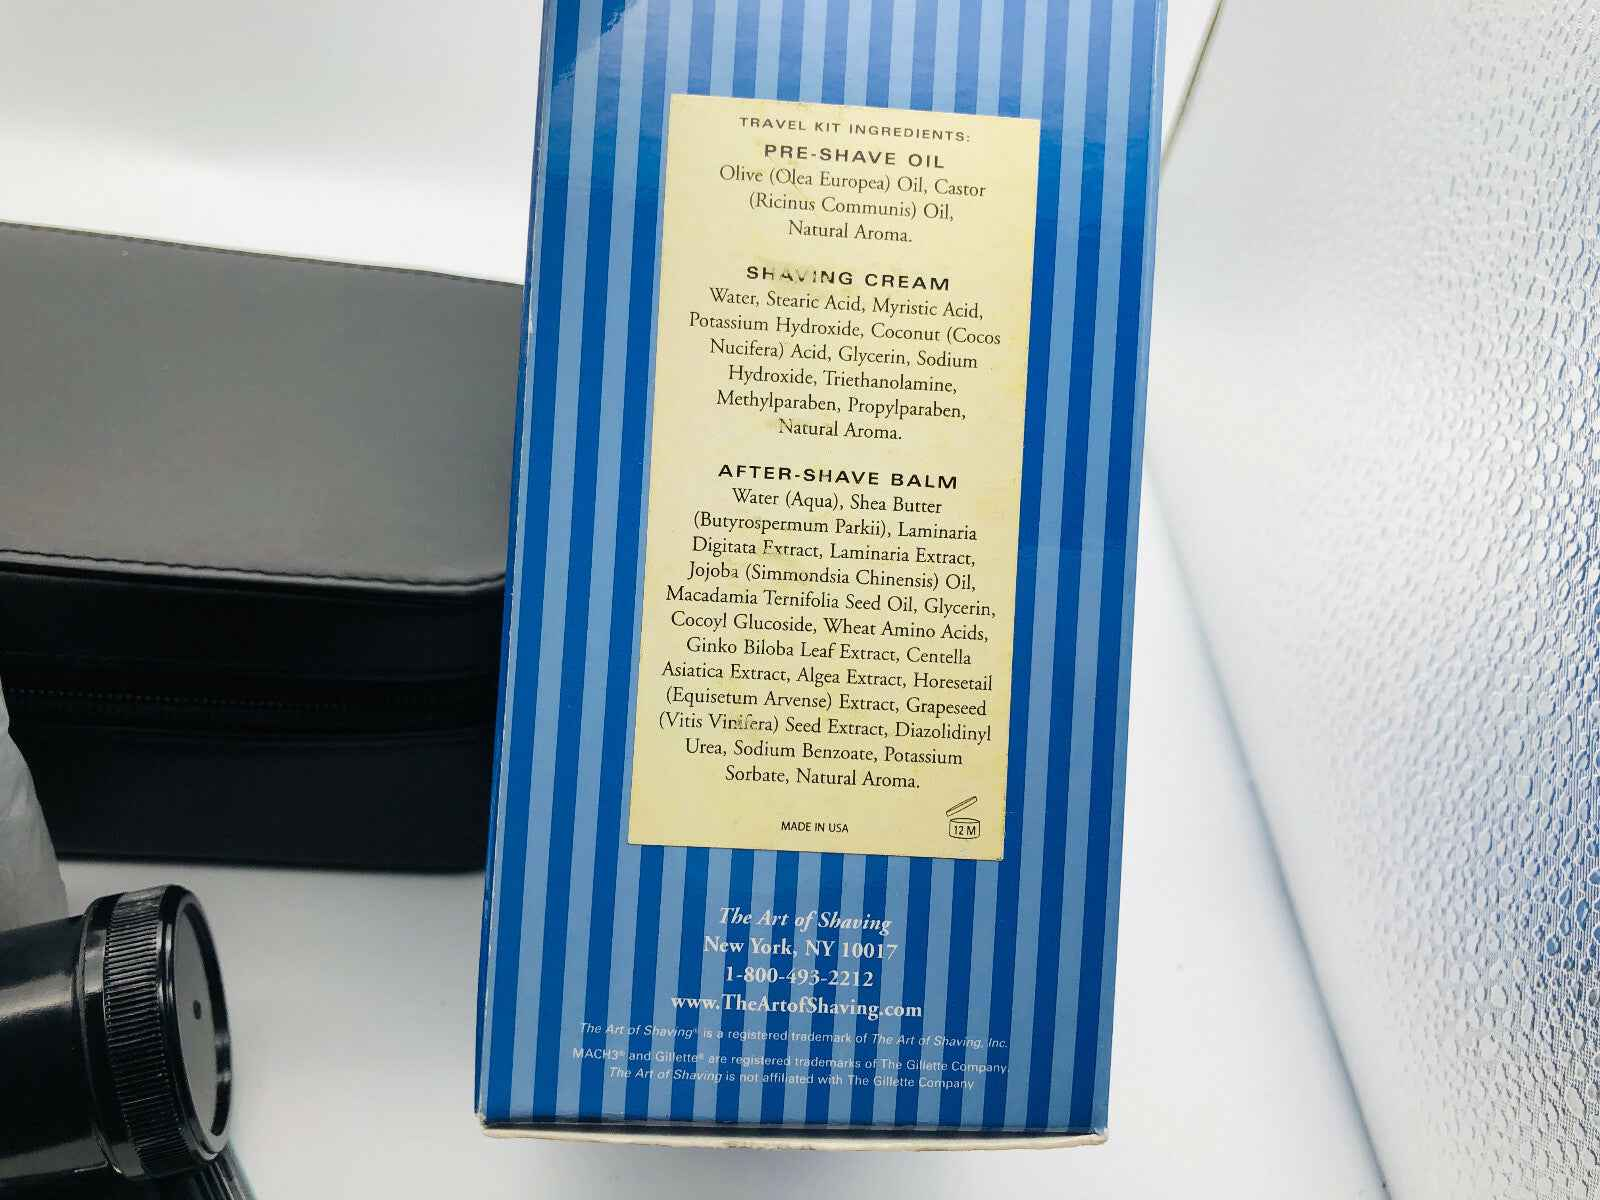 TRAVEL KIT INGREDIENTS:
PRE-SHAVE OIL
Olive (Olea Europea) Oil, Castor
(Ricinus Communis) Oil,
Natural Aroma.
SHAVING CREAM
Water, Stearic Acid, Myristic Acid,
Potassium Hydroxide, Coconut (Cocos
Nucifera) Acid, Glycerin, Sodium
Hydroxide, Triethanolamine,
Methylparaben, Propylparaben,
Natural Aroma.
AFTER-SHAVE BALM
Water (Aqua), Shea Butter
(Butyrospermum Parkii), Laminaria
Digitata Extract, Laminaria Extract,
Jojoba (Simmondsia Chinensis) Oil,
Macadamia Ternifolia Seed Oil, Glycerin,
Cocoyl Glucoside, Wheat Amino Acids,
Ginko Biloba Leaf Extract, Centella
Asiatica Extract, Algea Extract, Horesetail
(Equisetum Arvense) Extract, Grapeseed
(Vitis Vinifera) Seed Extract, Diazolidinyl
Urea, Sodium Benzoate, Potassium
Sorbate, Natural Aroma.
MADE IN USA
12 M
The Art of Shaving
New York, NY 10017
1-800-493-2212
www.TheArtofShaving.com
The Art of Shaving® is a registered trademark of The Art of Shaving, Inc.
MACH3® and Gillette® are registered trademarks of The Gillette Company.
The Art of Shaving is not affiliated with The Gillette Company